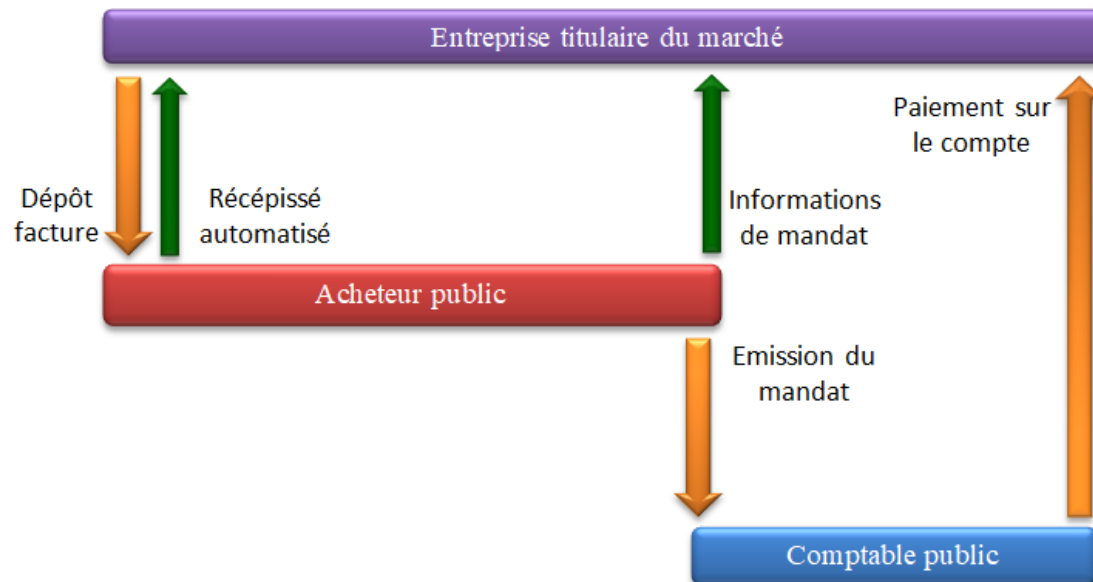 Entreprise titulaire du marché
Dépôt
facture
Récépissé
automatisé
Informations
de mandat
Paiement sur
le compte
Acheteur public
Emission du
mandat
Comptable public